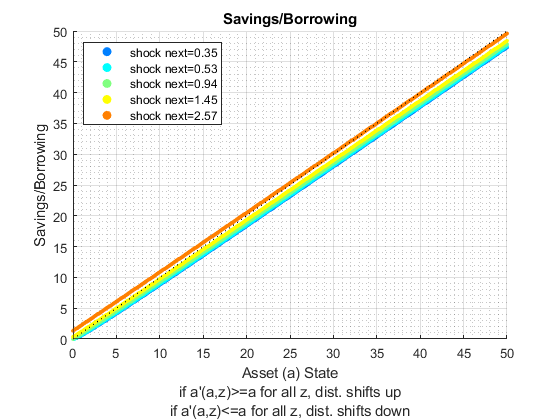 Savings/Borrowing
50
45
40
35
30
25
20
15
10
5
0
Savings/Borrowing
shock next=0.35
shock next=0.53
shock next=0.94
shock next=1.45
shock next=2.57
0 5 10 15 20 25 30 35 40 45 50
Asset (a) State
if a'(a,z)>=a for all z, dist. shifts up
if a'(a,z)<=a for all z, dist. shifts down